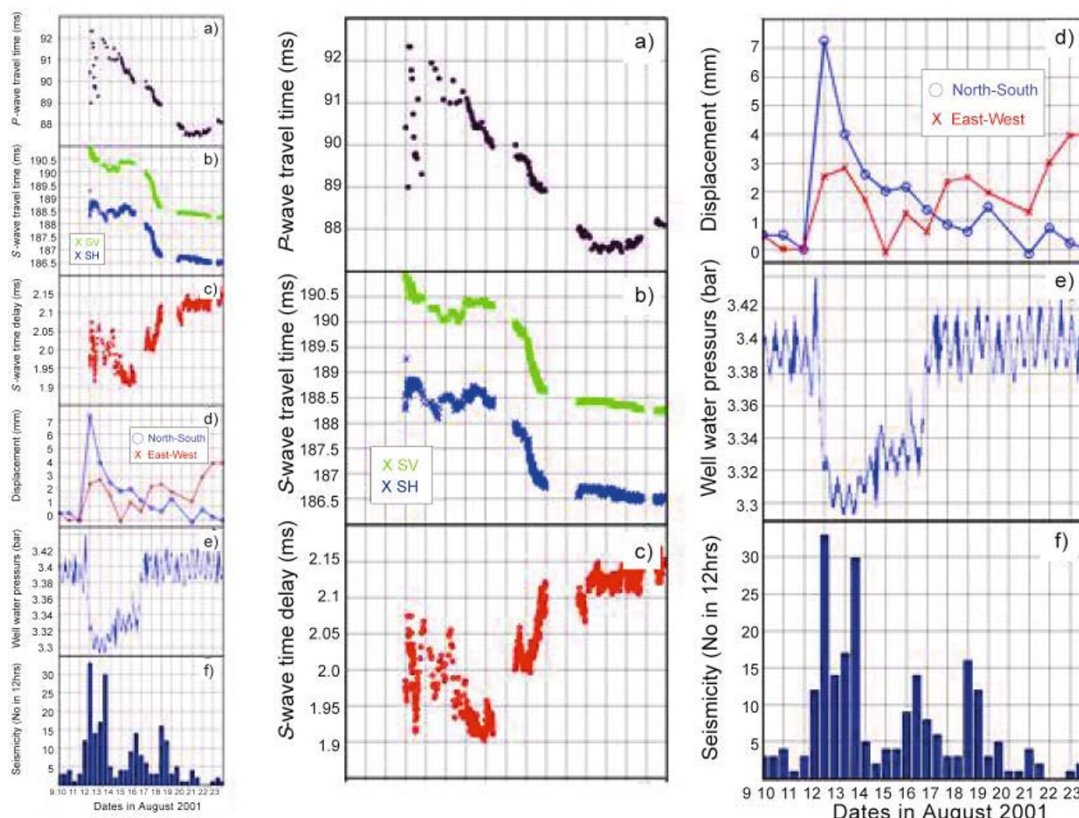 a)
P-wave travel time (ms)
92
91
90
89
88
b)
S-wave travel time (ms)
190.5
190
189.5
189
188.5
188
187.5
187
186.5
X SV
X SH
c)
S-wave time delay (ms)
2.15
2.1
2.05
2.0
1.95
1.9
d)
Displacement (mm)
7
6
5
4
3
2
1
0
North-South
X East-West
e)
Well water pressurs (bar)
3.42
3.4
3.38
3.36
3.34
3.32
3.3
f)
Seismicity (No in 12hrs)
30
25
20
15
10
5
9 10 11 12 13 14 15 16 17 18 19 20 21 22 23
Dates in August 2001
a)
P-wave travel time (ms)
92
91
90
89
88
b)
S-wave travel time (ms)
190.5
190
189.5
189
188.5
188
187.5
187
186.5
X SV
X SH
c)
S-wave time delay (ms)
2.15
2.1
2.05
2.0
1.95
1.9
d)
Displacement (mm)
7
6
5
4
3
2
1
0
North-South
X East-West
e)
Well water pressurs (bar)
3.42
3.40
3.38
3.36
3.34
3.32
3.3
f)
Seismicity (No in 12hrs)
30
25
20
15
10
5
9 10 11 12 13 14 15 16 17 18 19 20 21 22 23
Dates in August 2001